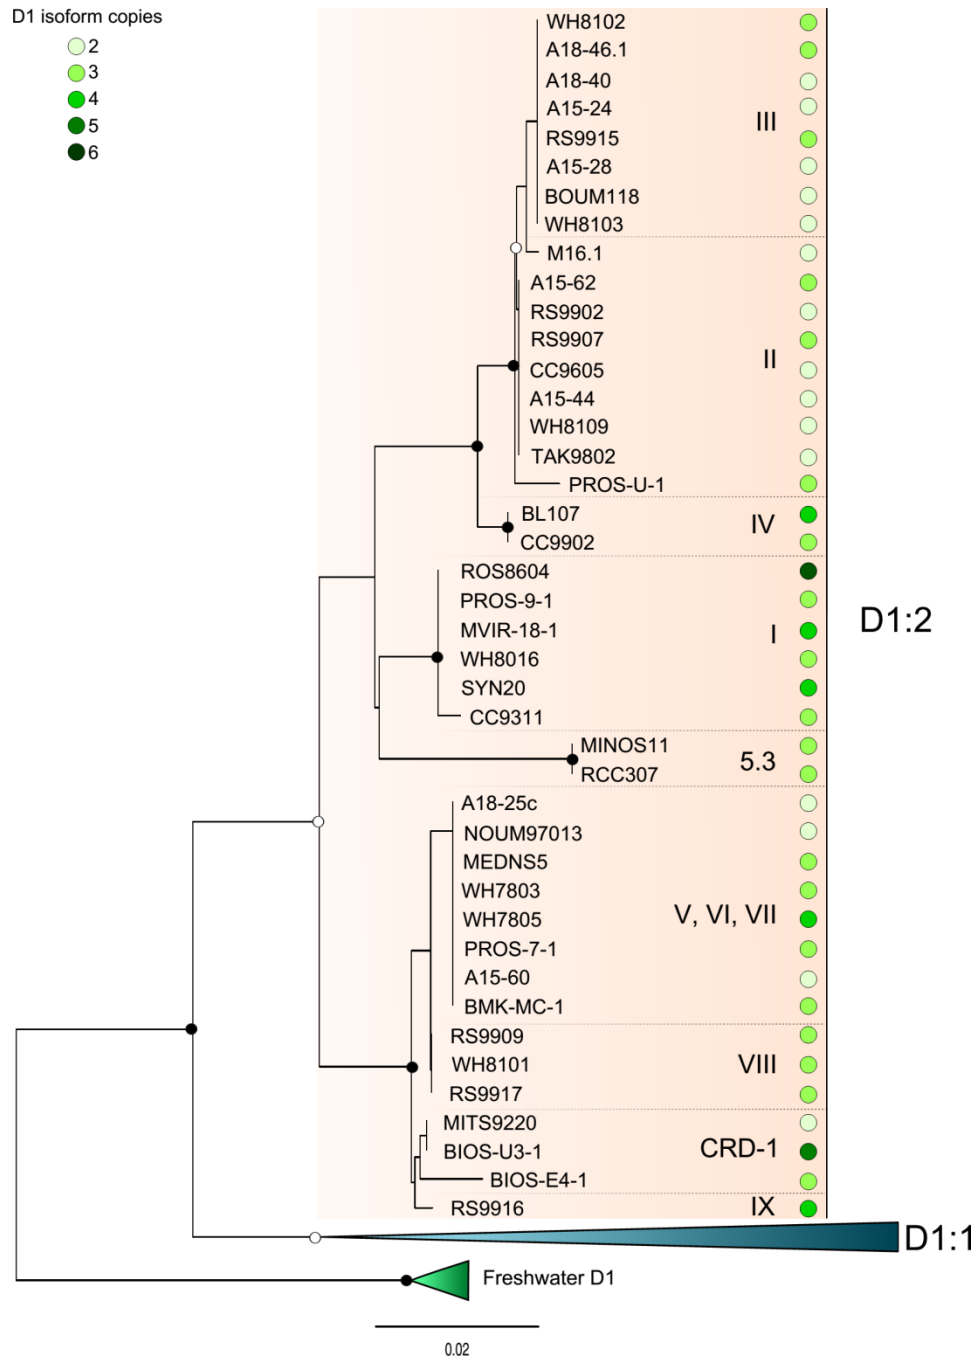 D1 isoform copies
2
3
4
5
6
WH8102
A18-46.1
A18-40
A15-24
III
RS9915
A15-28
BOUM118
WH8103
M16.1
A15-62
RS9902
RS9907
II
CC9605
A15-44
WH8109
TAK9802
PROS-U-1
BL107
IV
CC9902
ROS8604
PROS-9-1
D1:2
MVIR-18-1
I
WH8016
SYN20
CC9311
MINOS11
5.3
RCC307
A18-25c
NOUM97013
MEDNS5
WH7803
V, VI, VII
WH7805
PROS-7-1
A15-60
BMK-MC-1
RS9909
WH8101
VIII
RS9917
MITS9220
BIOS-U3-1
CRD-1
BIOS-E4-1
RS9916
IX
D1:1
Freshwater D1
0.02